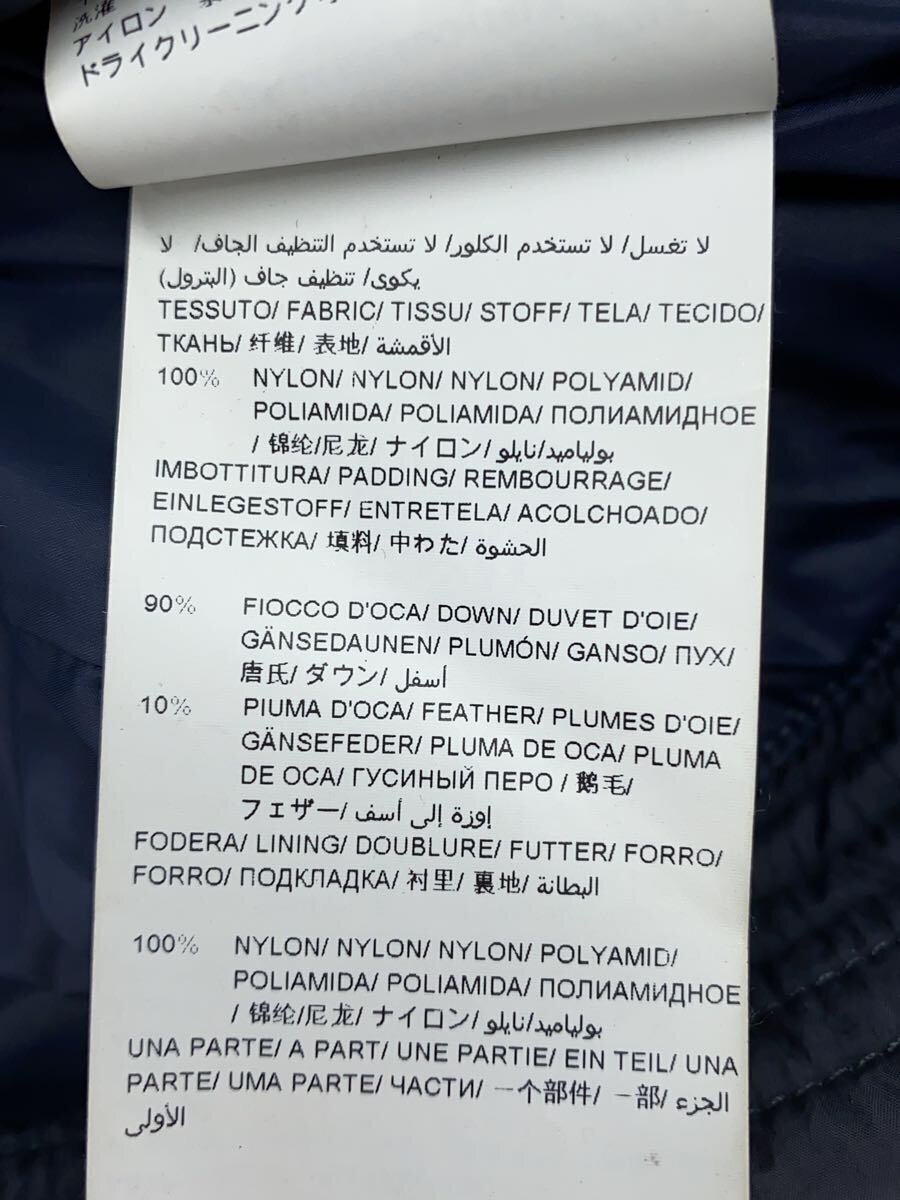 洗濯
アイロン
ドライクリーニング
لا تغسل/ لا تستخدم الكلور/ لا تستخدم التنظيف الجاف/ لا
يكوى/ تنظيف جاف (البترول)
TESSUTO/ FABRIC/ TISSU/ STOFF/ TELA/ TECIDO/
ТКАНЬ/ 纤维/ 表地/ الأقمشة
100% NYLON/ NYLON/ NYLON/ POLYAMID/
POLIAMIDA/ POLIAMIDA/ ПОЛИАМИДНОЕ
/ 锦纶/尼龙/ ナイロン/ بولياميد/نايلو
IMBOTTITURA/ PADDING/ REMBOURRAGE/
EINLEGESTOFF/ ENTRETELA/ ACOLCHOADO/
ПОДСТЕЖКА/ 填料/ 中わた/ الحشوة
90% FIOCCO D'OCA/ DOWN/ DUVET D'OIE/
GÄNSEDAUNEN/ PLUMÓN/ GANSO/ ПУХ/
唐氏/ ダウン/ أسفل
10% PIUMA D'OCA/ FEATHER/ PLUMES D'OIE/
GÄNSEFEDER/ PLUMA DE OCA/ PLUMA
DE OCA/ ГУСИНЫЙ ПЕРО / 鹅毛/
フェザー/ إوزة إلى أسف
FODERA/ LINING/ DOUBLURE/ FUTTER/ FORRO/
FORRO/ ПОДКЛАДКА/ 衬里/ 裏地/ البطانة
100% NYLON/ NYLON/ NYLON/ POLYAMID/
POLIAMIDA/ POLIAMIDA/ ПОЛИАМИДНОЕ
/ 锦纶/尼龙/ ナイロン/ بولياميد/نايلو
UNA PARTE/ A PART/ UNE PARTIE/ EIN TEIL/ UNA
PARTE/ UMA PARTE/ ЧАСТИ/ 一个部件/ 一部/ الجزء
الأولى